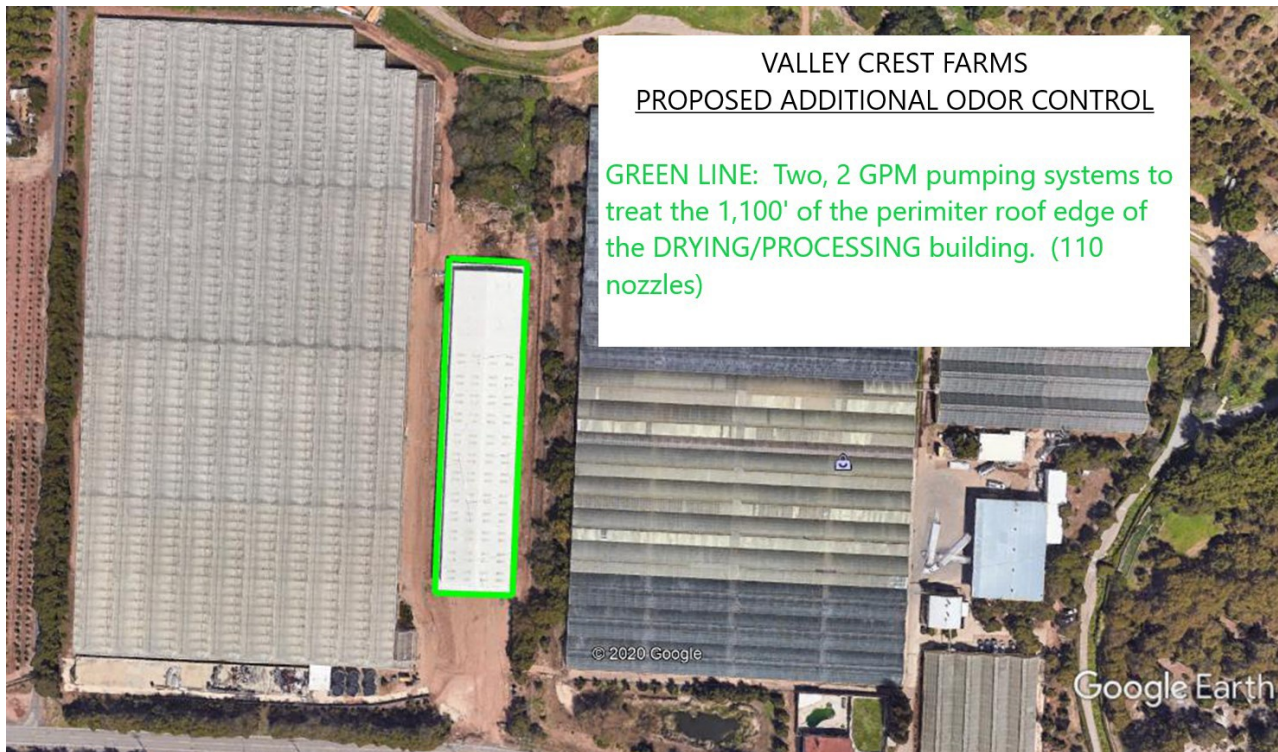 VALLEY CREST FARMS
PROPOSED ADDITIONAL ODOR CONTROL
GREEN LINE:  Two, 2 GPM pumping systems to
treat the 1,100' of the perimiter roof edge of
the DRYING/PROCESSING building.  (110
nozzles)
© 2020 Google
Google Earth